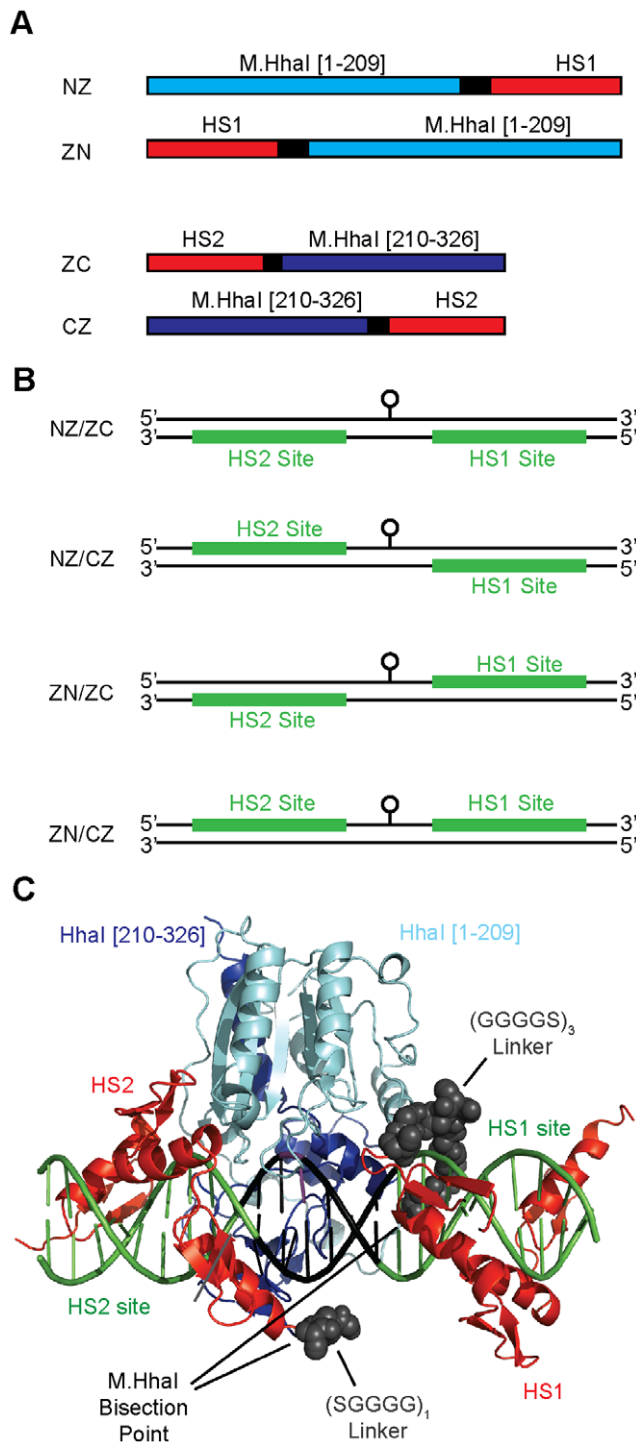 A
M.HhaI [1-209] HS1
NZ
HS1 M.HhaI [1-209]
ZN
HS2 M.HhaI [210-326]
ZC
M.HhaI [210-326] HS2
CZ
B
5' 3'
NZ/ZC
3' 5'
HS2 Site HS1 Site
HS2 Site
5' 3'
NZ/CZ
3' 5'
HS1 Site
HS1 Site
5' 3'
ZN/ZC
3' 5'
HS2 Site
HS2 Site HS1 Site
5' 3'
ZN/CZ
3' 5'
C
HhaI [210-326] HhaI [1-209]
(GGGGS)₃
Linker
HS2
HS1 site
HS2 site
M.HhaI
Bisection
Point
(SGGGG)₁
Linker
HS1